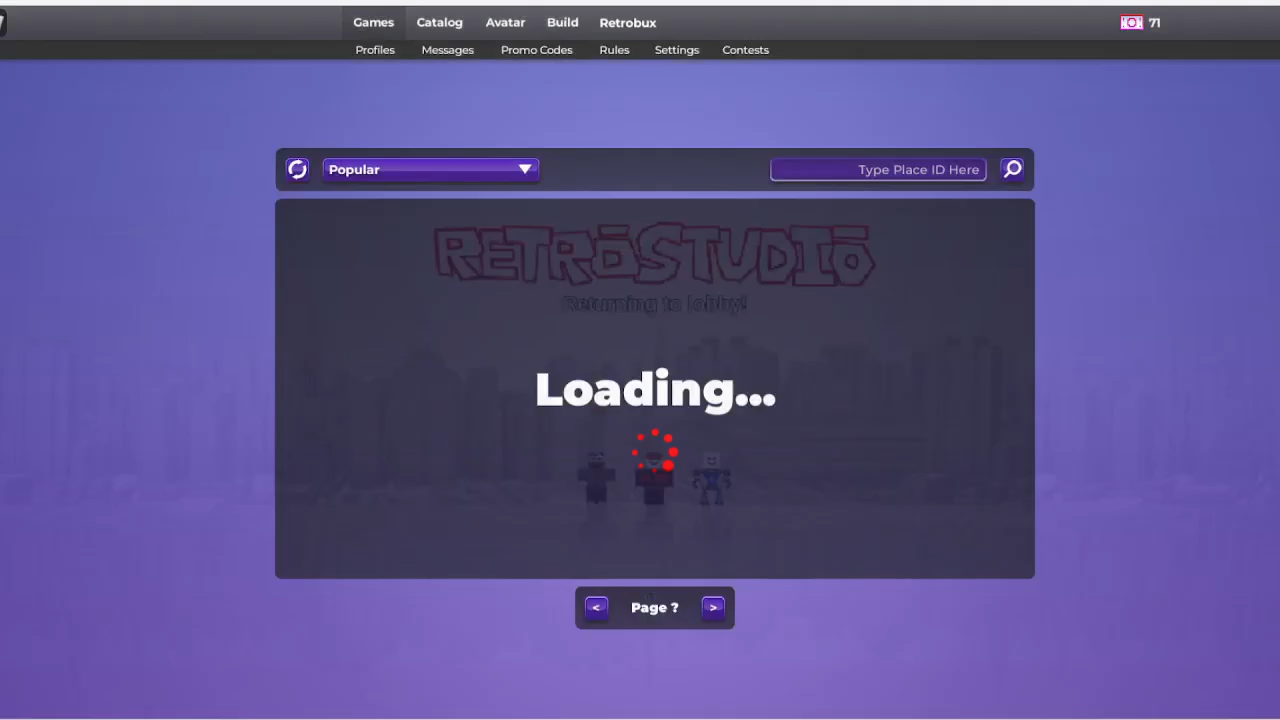 Games Catalog Avatar Build Retrobux 71
Profiles Messages Promo Codes Rules Settings Contests
Popular Type Place ID Here
RETROSTUDIO
Returning to lobby!
Loading...
< Page ? >